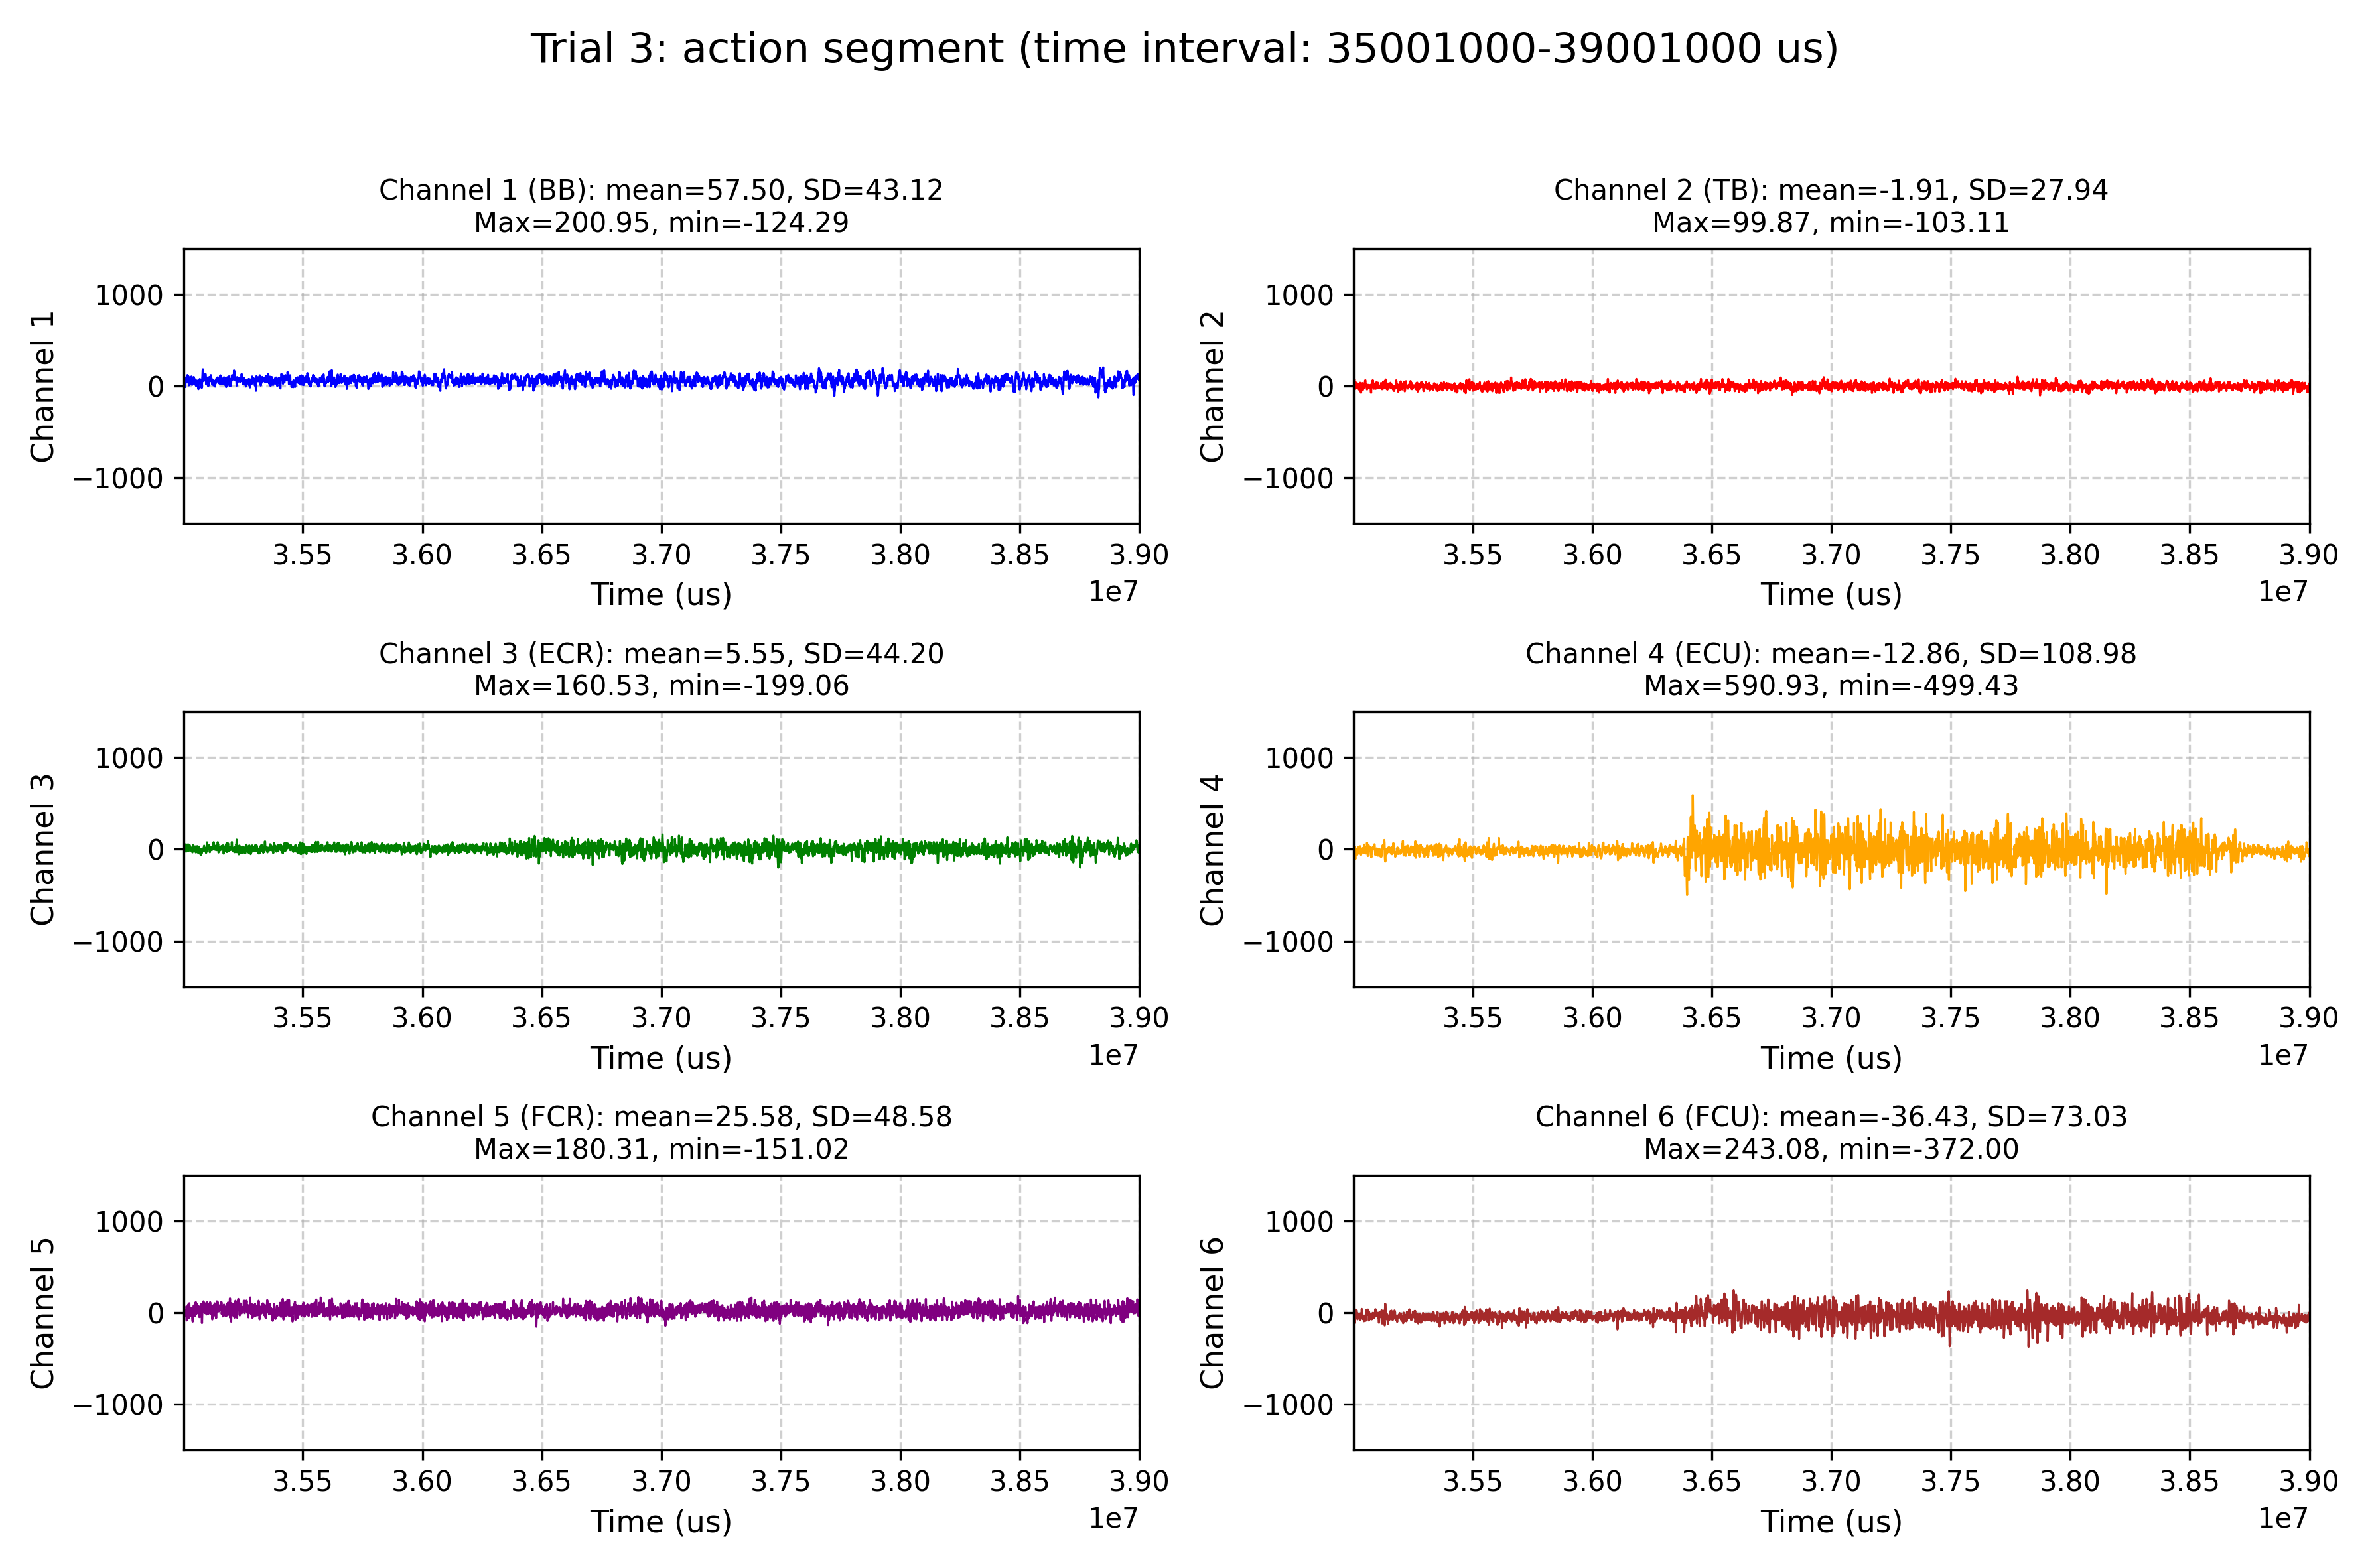 Trial 3: action segment (time interval: 35001000-39001000 us)
Channel 1 (BB): mean=57.50, SD=43.12
Max=200.95, min=-124.29
1000
0
−1000
Channel 1
3.55 3.60 3.65 3.70 3.75 3.80 3.85 3.90
Time (us)
1e7
Channel 2 (TB): mean=-1.91, SD=27.94
Max=99.87, min=-103.11
1000
0
−1000
Channel 2
3.55 3.60 3.65 3.70 3.75 3.80 3.85 3.90
Time (us)
1e7
Channel 3 (ECR): mean=5.55, SD=44.20
Max=160.53, min=-199.06
1000
0
−1000
Channel 3
3.55 3.60 3.65 3.70 3.75 3.80 3.85 3.90
Time (us)
1e7
Channel 4 (ECU): mean=-12.86, SD=108.98
Max=590.93, min=-499.43
1000
0
−1000
Channel 4
3.55 3.60 3.65 3.70 3.75 3.80 3.85 3.90
Time (us)
1e7
Channel 5 (FCR): mean=25.58, SD=48.58
Max=180.31, min=-151.02
1000
0
−1000
Channel 5
3.55 3.60 3.65 3.70 3.75 3.80 3.85 3.90
Time (us)
1e7
Channel 6 (FCU): mean=-36.43, SD=73.03
Max=243.08, min=-372.00
1000
0
−1000
Channel 6
3.55 3.60 3.65 3.70 3.75 3.80 3.85 3.90
Time (us)
1e7